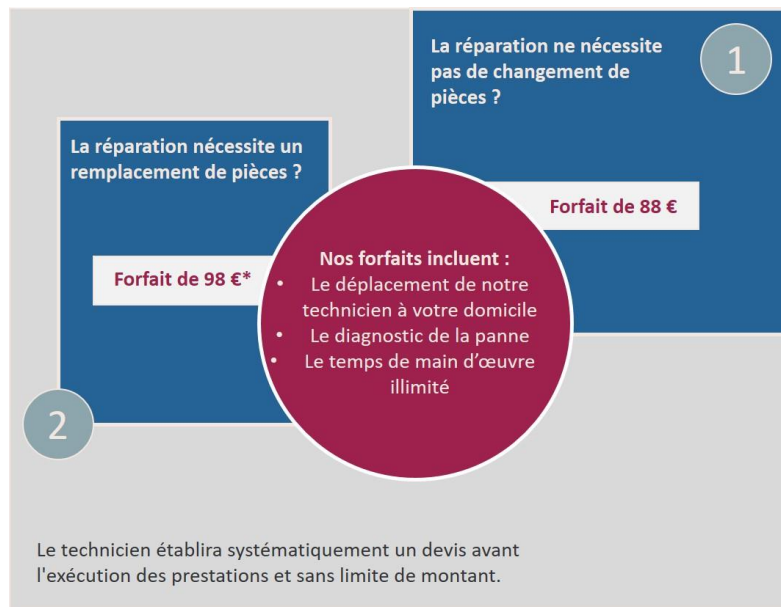 La réparation ne nécessite
pas de changement de
pièces ?
1
Forfait de 88 €
La réparation nécessite un
remplacement de pièces ?
Forfait de 98 €*
2
Nos forfaits incluent :
• Le déplacement de notre
technicien à votre domicile
• Le diagnostic de la panne
• Le temps de main d’œuvre
illimité
Le technicien établira systématiquement un devis avant
l'exécution des prestations et sans limite de montant.